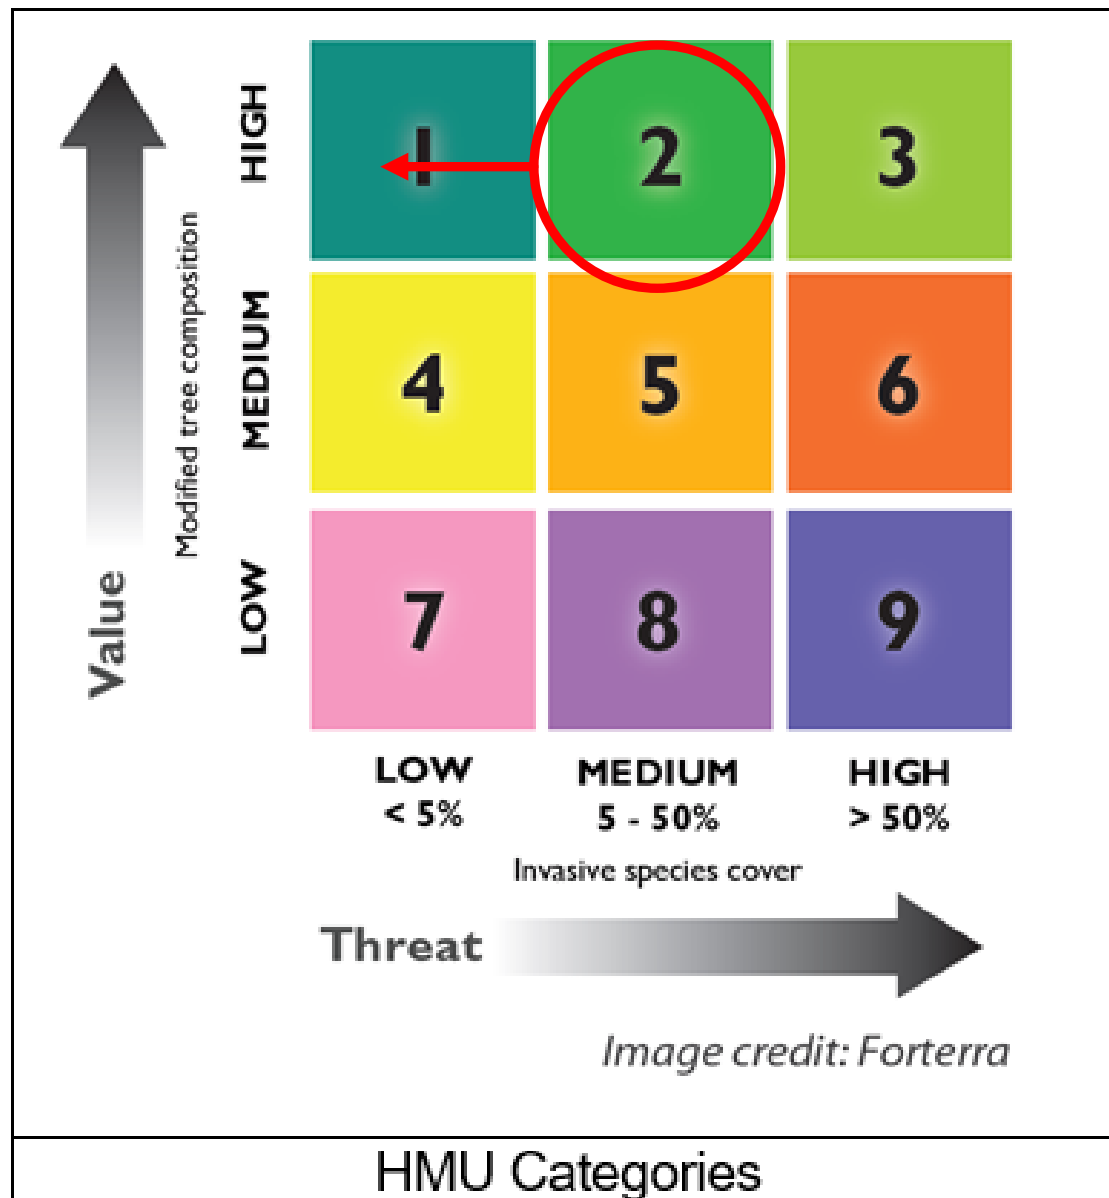 Value
Modified tree composition
HIGH
1
2
3
MEDIUM
4
5
6
LOW
7
8
9
LOW
< 5%
MEDIUM
5 - 50%
HIGH
> 50%
Invasive species cover
Threat
Image credit: Forterra
HMU Categories